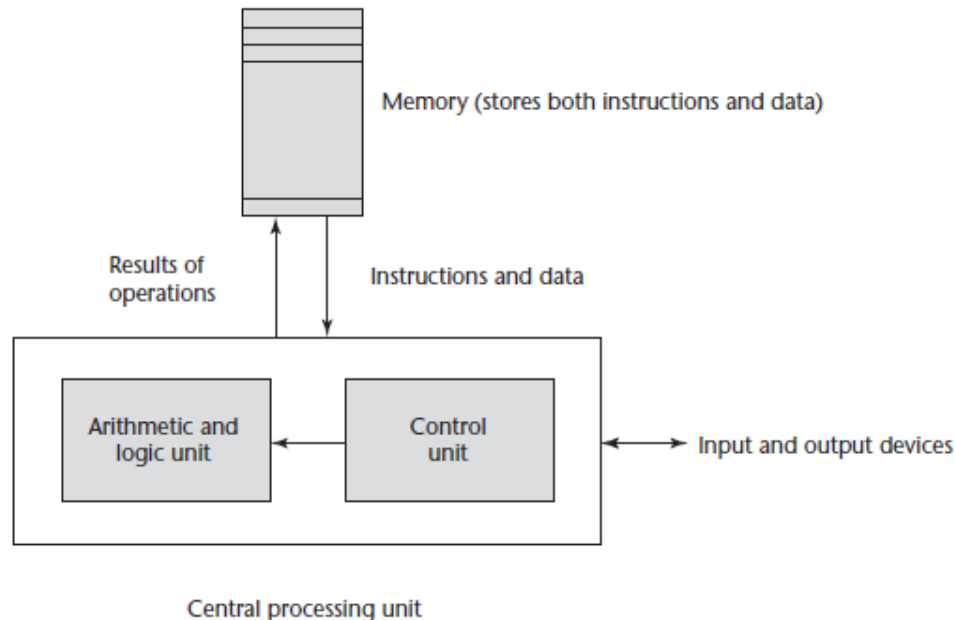 Memory (stores both instructions and data)
Results of
operations
Instructions and data
Arithmetic and
logic unit
Control
unit
Input and output devices
Central processing unit